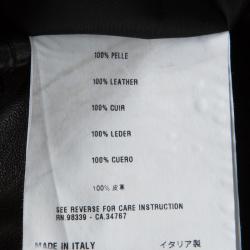 100% PELLE
100% LEATHER
100% CUIR
100% LEDER
100% CUERO
100% 皮革
SEE REVERSE FOR CARE INSTRUCTION
RN.98339 - CA.34767
MADE IN ITALY
イタリア製